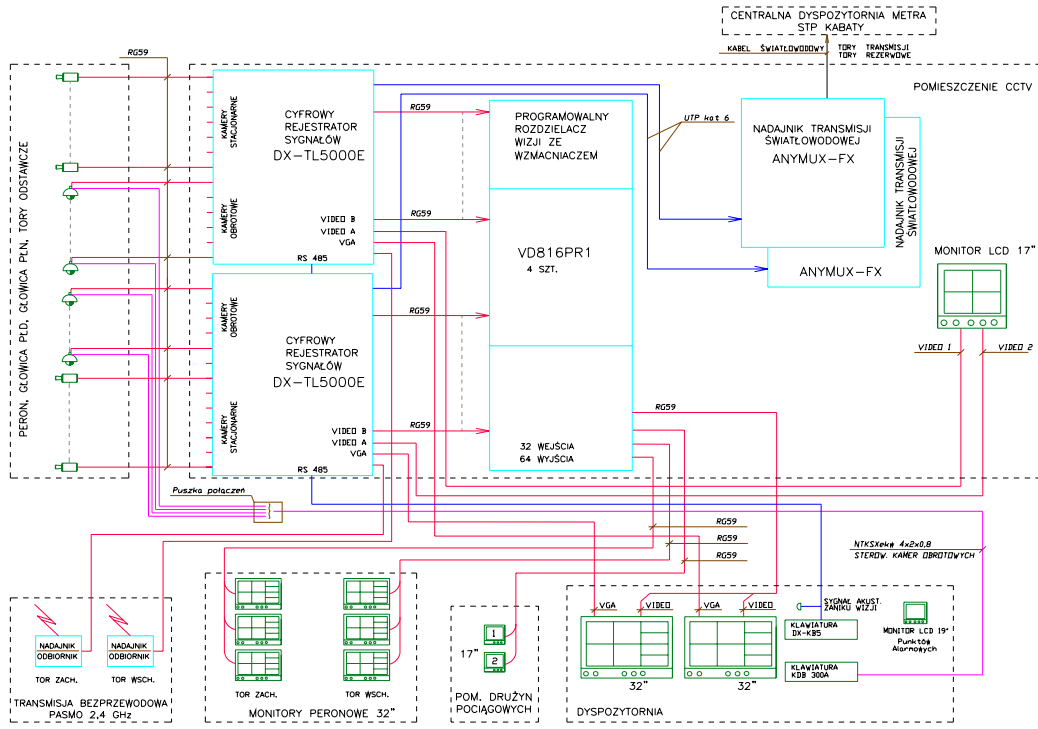 CENTRALNA DYSPOZYTORNIA METRA
STP KABATY
KABEL ŚWIATŁOWODOWY
TORY TRANSMISJI
TORY REZERWOWE
RG59
POMIESZCZENIE CCTV
PERON, GŁOWICA PŁD, GŁOWICA PŁN, TORY ODSTAWCZE
KAMERY
STACJONARNE
CYFROWY
REJESTRATOR
SYGNAŁÓW
DX-TL5000E
KAMERY
OBROTOWE
VIDEO B
VIDEO A
VGA
RS 485
RG59
RG59
PROGRAMOWALNY
ROZDZIELACZ
WIZJI ZE
WZMACNIACZEM
UTP kat 6
NADAJNIK TRANSMISJI
ŚWIATŁOWODOWEJ
ANYMUX-FX
NADAJNIK TRANSMISJI
ŚWIATŁOWODOWEJ
ANYMUX-FX
VD816PR1
4 SZT.
MONITOR LCD 17"
VIDEO 1
VIDEO 2
KAMERY
OBROTOWE
CYFROWY
REJESTRATOR
SYGNAŁÓW
DX-TL5000E
KAMERY
STACJONARNE
VIDEO B
VIDEO A
VGA
RS 485
RG59
RG59
32 WEJŚCIA
64 WYJŚCIA
RG59
Puszka połączeń
RG59
RG59
RG59
NTKSXekw 4x2x0,8
STEROW. KAMER OBROTOWYCH
NADAJNIK
ODBIORNIK
NADAJNIK
ODBIORNIK
TOR ZACH.
TOR WSCH.
TRANSMISJA BEZPRZEWODOWA
PASMO 2,4 GHz
TOR ZACH.
TOR WSCH.
MONITORY PERONOWE 32"
1
17"
2
POM. DRUŻYN
POCIĄGOWYCH
VGA
VIDEO
VGA
VIDEO
32"
32"
SYGNAŁ AKUST.
ZANIKU WIZJI
KLAWIATURA
DX-KB5
KLAWIATURA
KDB 300A
MONITOR LCD 19"
Punktów
Alarmowych
DYSPOZYTORNIA